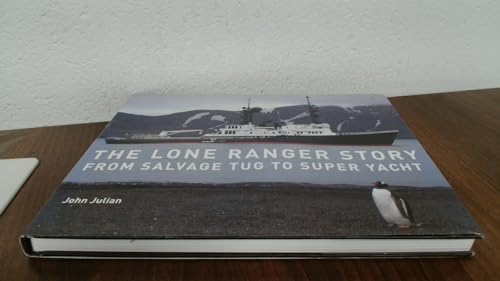 THE LONE RANGER STORY
FROM SALVAGE TUG TO SUPER YACHT
John Julian